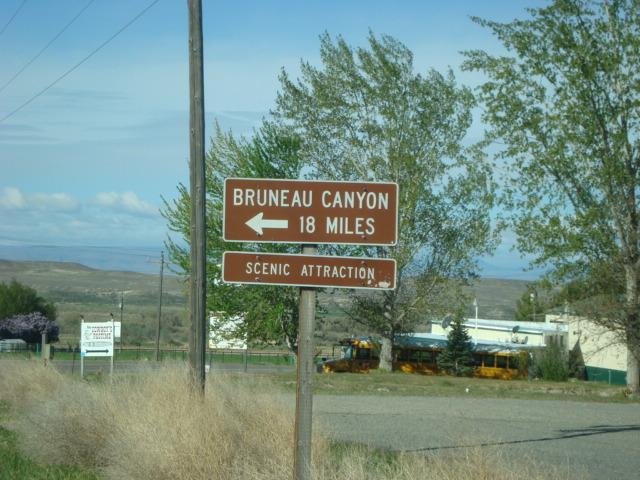 BRUNEAU CANYON
18 MILES
SCENIC ATTRACTION